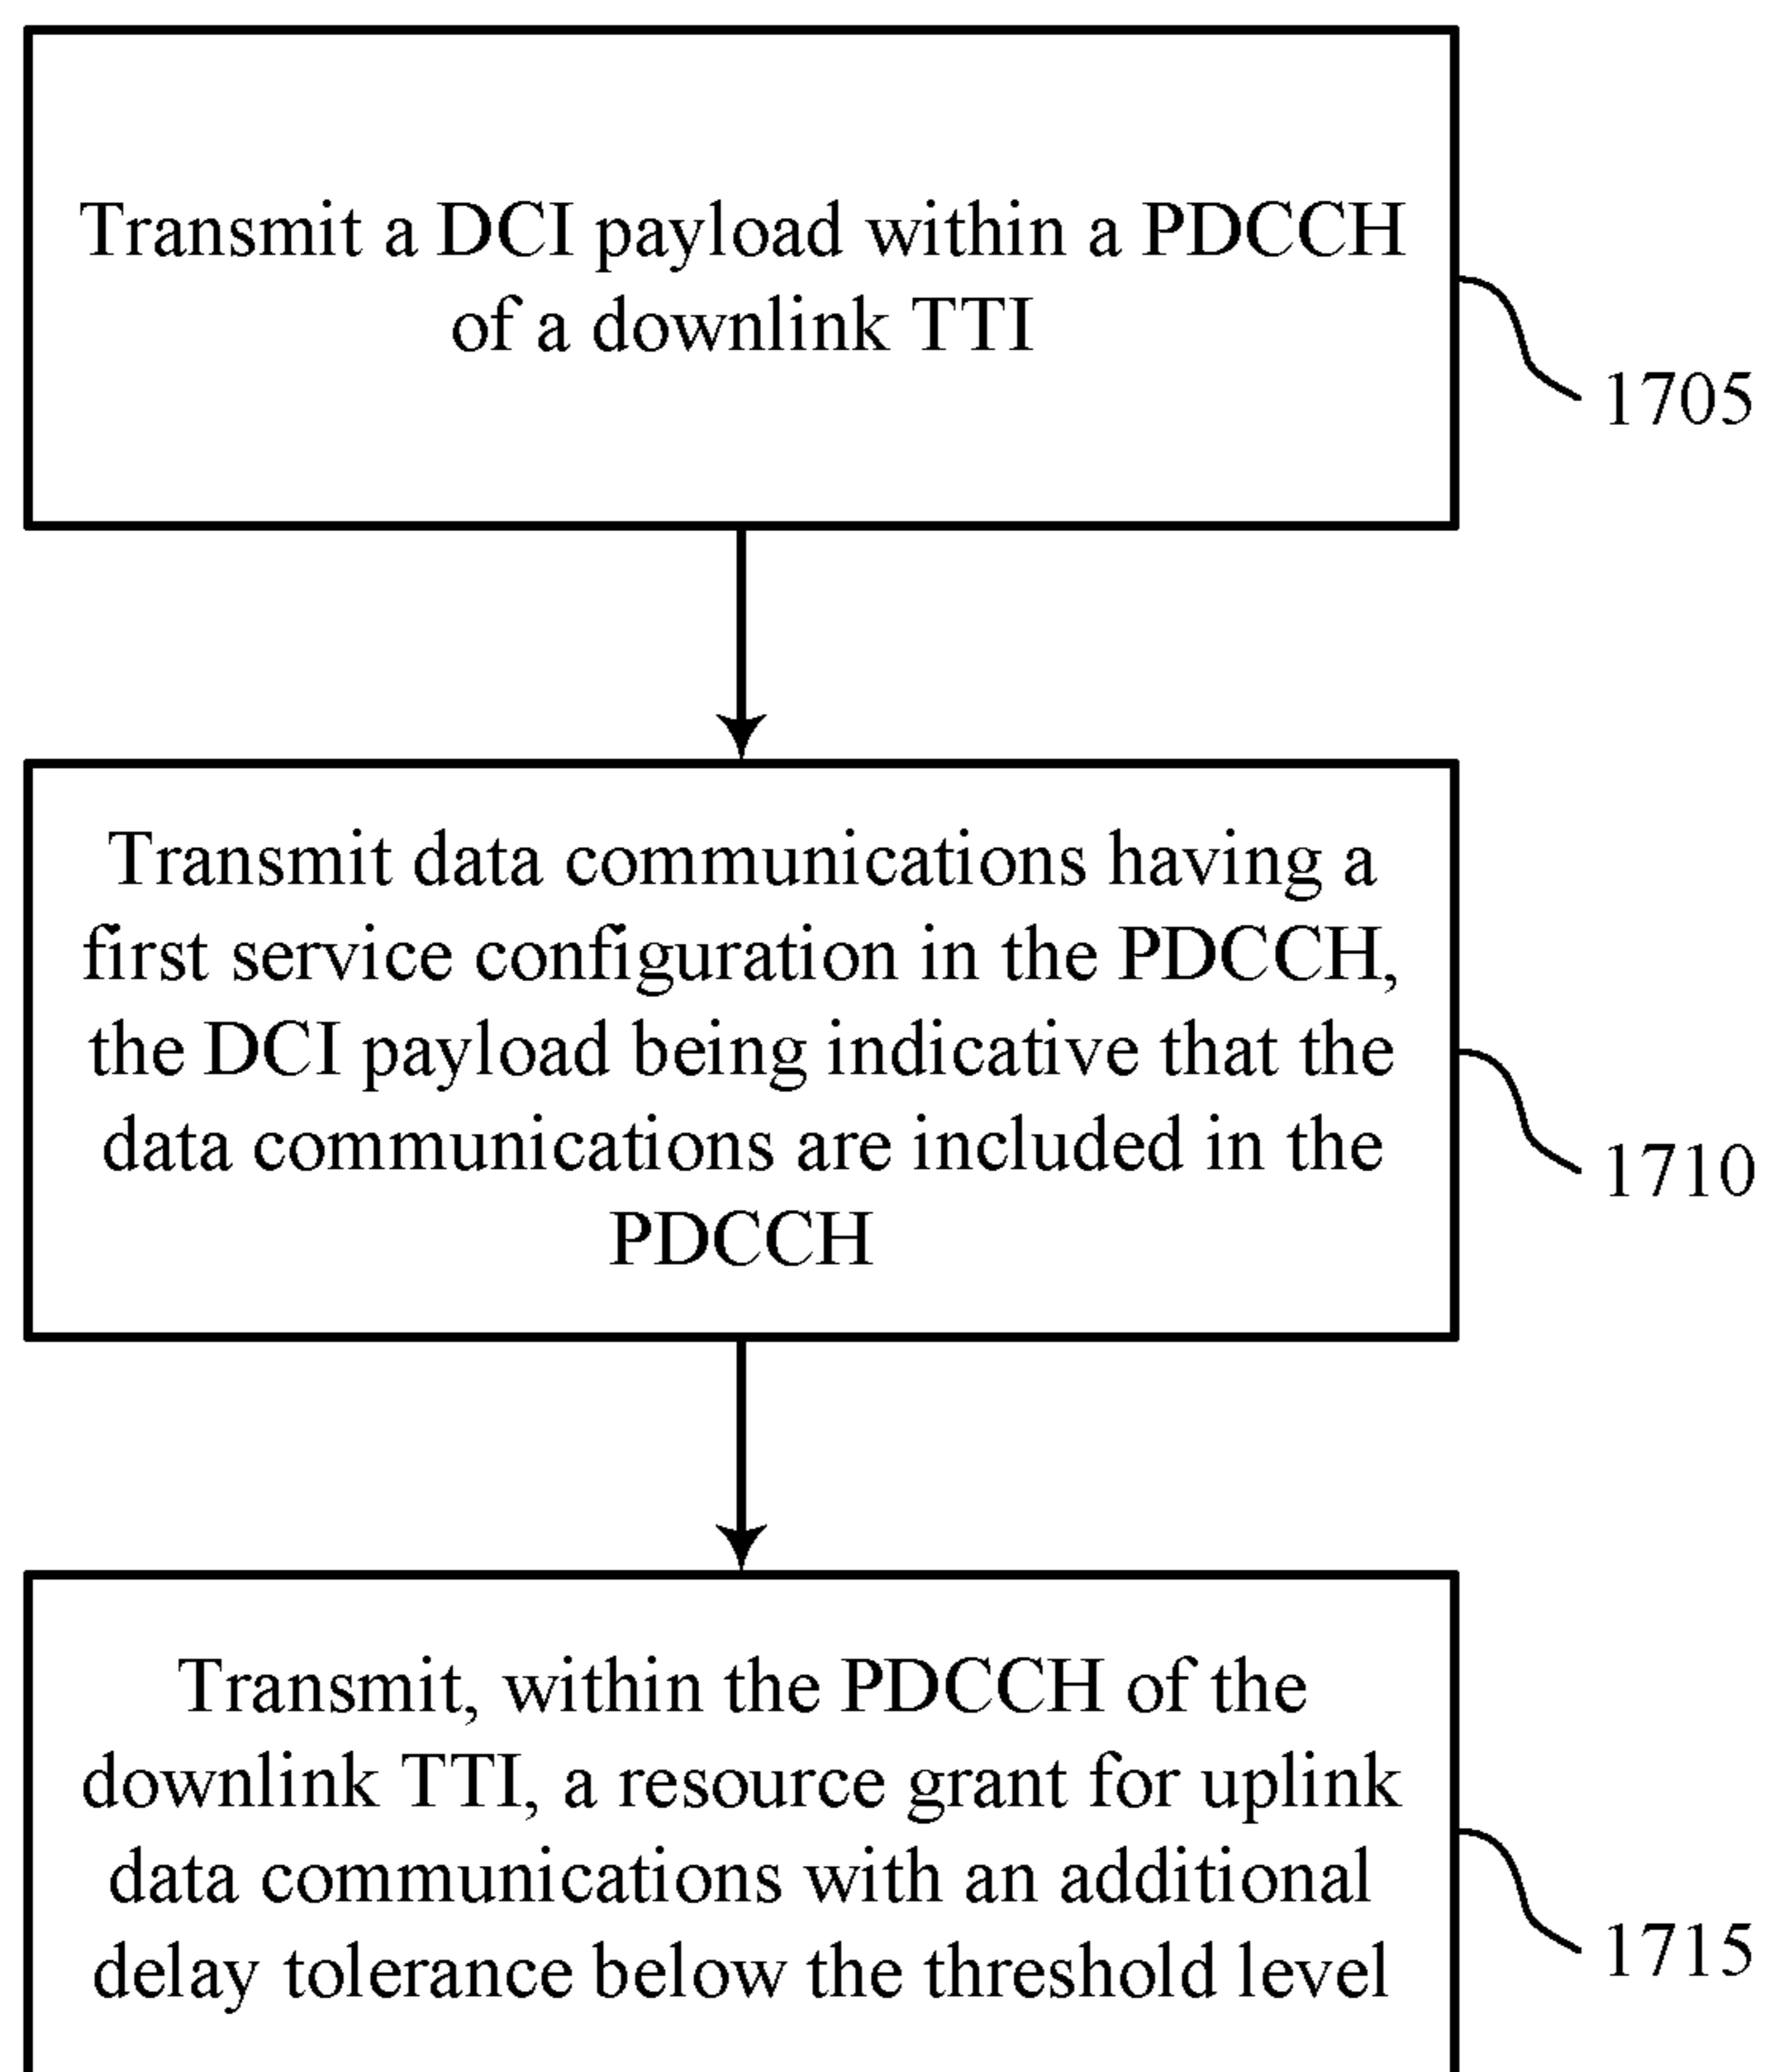 Transmit a DCI payload within a PDCCH
of a downlink TTI
1705
Transmit data communications having a
first service configuration in the PDCCH,
the DCI payload being indicative that the
data communications are included in the
PDCCH
1710
Transmit, within the PDCCH of the
downlink TTI, a resource grant for uplink
data communications with an additional
delay tolerance below the threshold level
1715